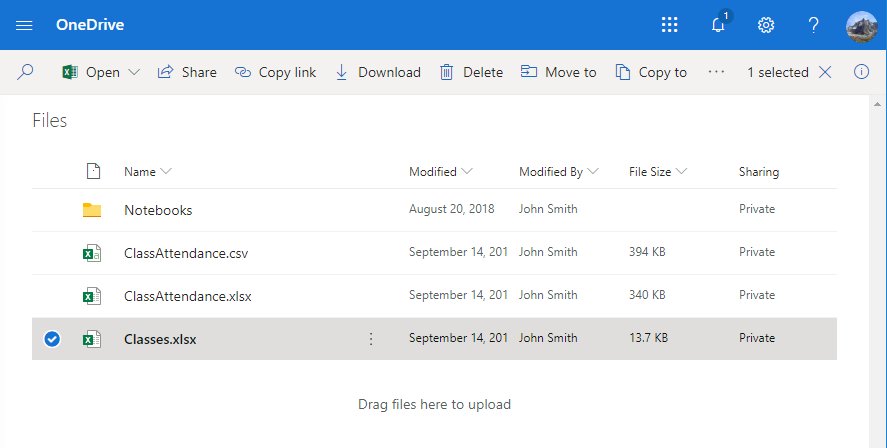 OneDrive 1 ?
Open Share Copy link Download Delete Move to Copy to ... 1 selected
Files
Name Modified Modified By File Size Sharing
Notebooks August 20, 2018 John Smith Private
ClassAttendance.csv September 14, 201 John Smith 394 KB Private
ClassAttendance.xlsx September 14, 201 John Smith 340 KB Private
Classes.xlsx September 14, 201 John Smith 13.7 KB Private
Drag files here to upload